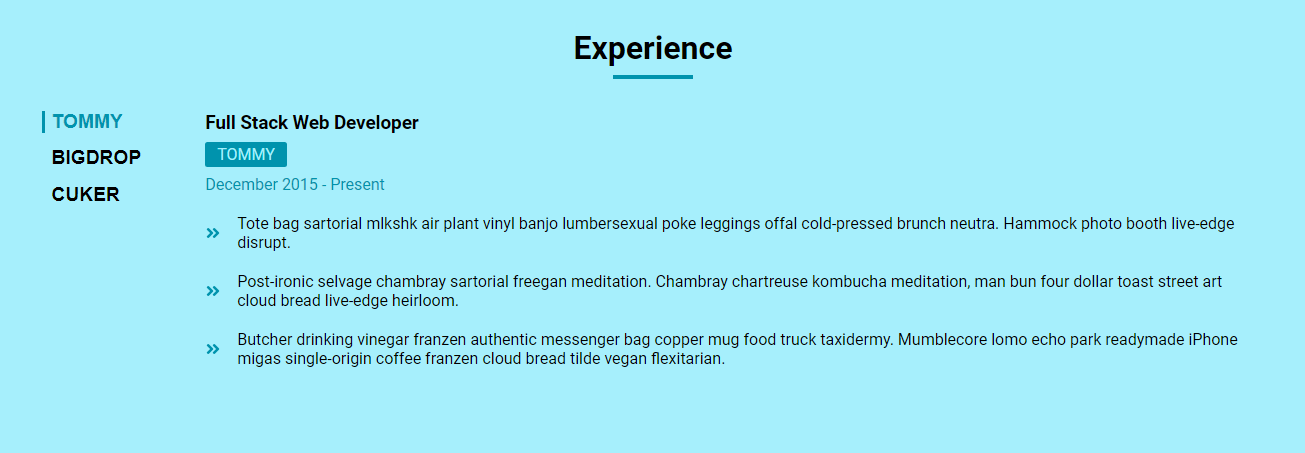 Experience
TOMMY
BIGDROP
CUKER
Full Stack Web Developer
TOMMY
December 2015 - Present
Tote bag sartorial mlkshk air plant vinyl banjo lumbersexual poke leggings offal cold-pressed brunch neutra. Hammock photo booth live-edge
disrupt.
Post-ironic selvage chambray sartorial freegan meditation. Chambray chartreuse kombucha meditation, man bun four dollar toast street art
cloud bread live-edge heirloom.
Butcher drinking vinegar franzen authentic messenger bag copper mug food truck taxidermy. Mumblecore lomo echo park readymade iPhone
migas single-origin coffee franzen cloud bread tilde vegan flexitarian.